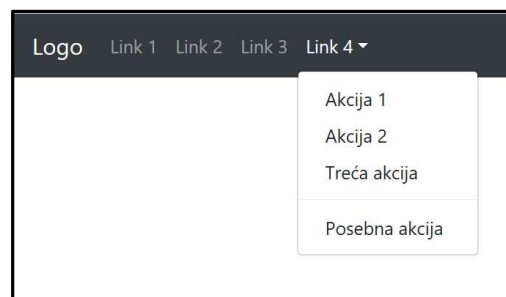 Logo Link 1 Link 2 Link 3 Link 4
Akcija 1
Akcija 2
Treća akcija
Posebna akcija